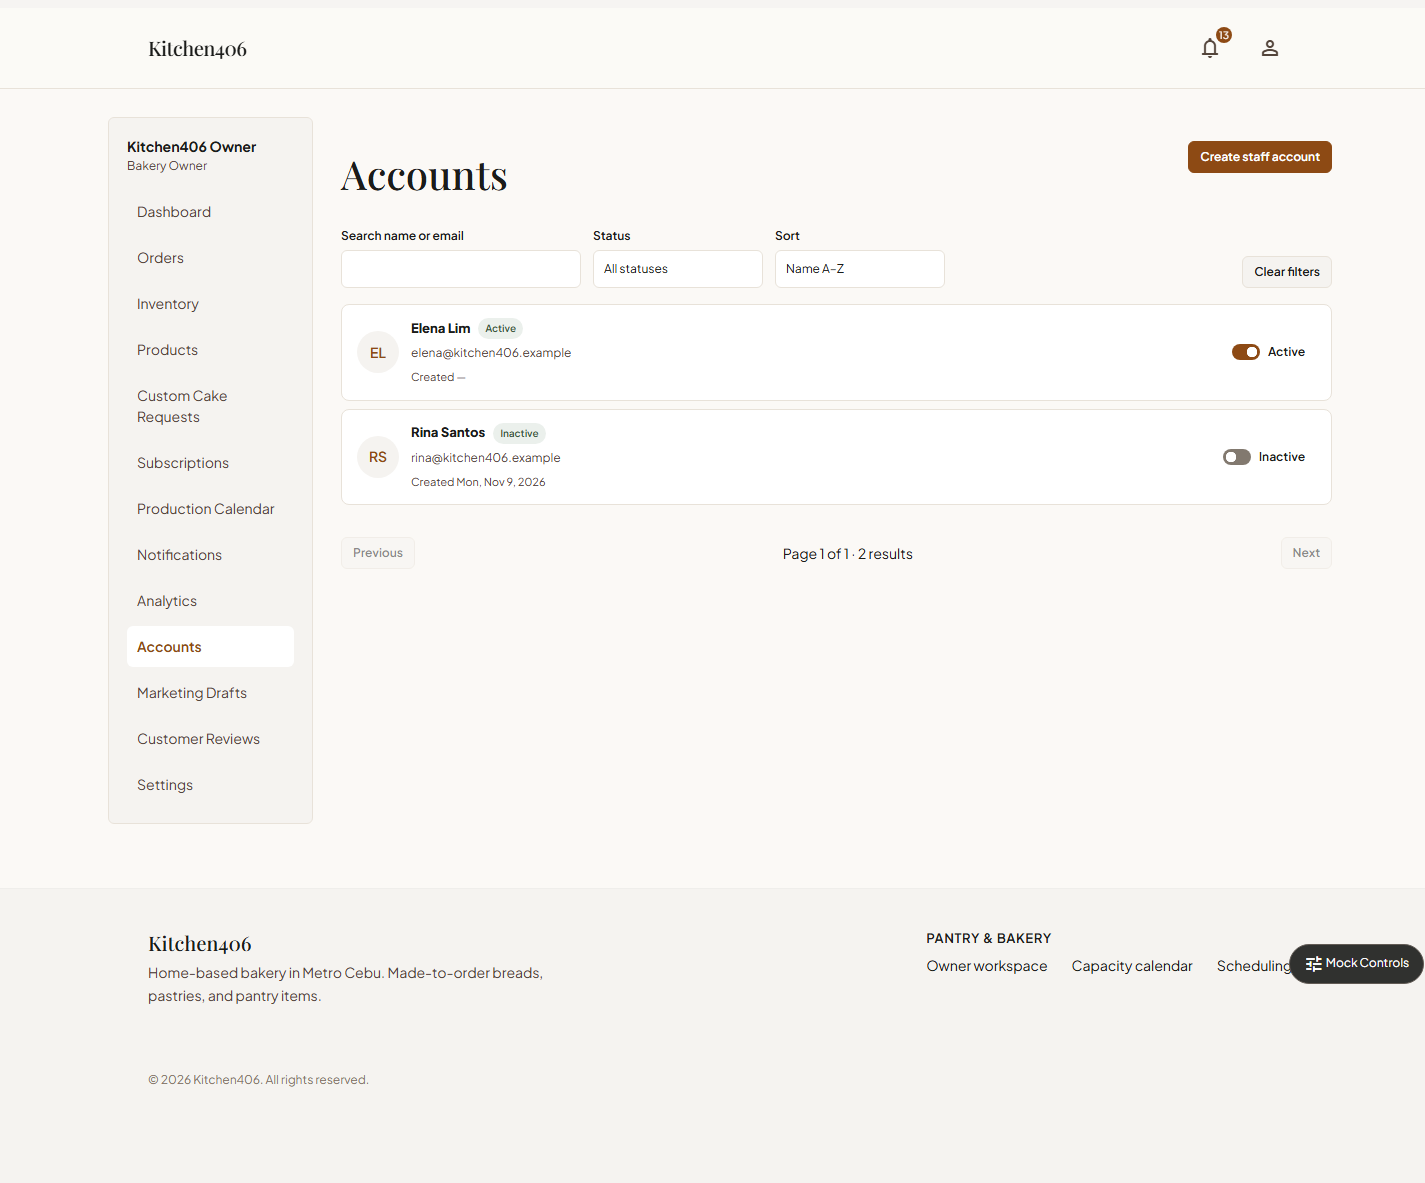 Kitchen406
13
Kitchen406 Owner
Bakery Owner
Dashboard
Orders
Inventory
Products
Custom Cake
Requests
Subscriptions
Production Calendar
Notifications
Analytics
Accounts
Marketing Drafts
Customer Reviews
Settings
Accounts
Create staff account
Search name or email
Status
Sort
All statuses
Name A–Z
Clear filters
EL
Elena Lim
Active
elena@kitchen406.example
Created —
Active
RS
Rina Santos
Inactive
rina@kitchen406.example
Created Mon, Nov 9, 2026
Inactive
Previous
Page 1 of 1 · 2 results
Next
Kitchen406
Home-based bakery in Metro Cebu. Made-to-order breads,
pastries, and pantry items.
PANTRY & BAKERY
Owner workspace
Capacity calendar
Scheduling
Mock Controls
© 2026 Kitchen406. All rights reserved.